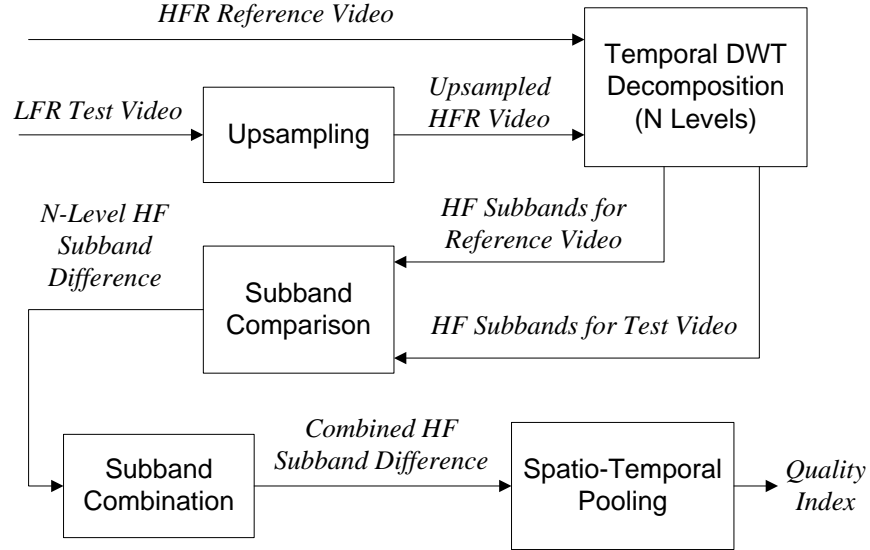 HFR Reference Video
Temporal DWT
Decomposition
(N Levels)
LFR Test Video
Upsampling
Upsampled
HFR Video
N-Level HF
Subband
Difference
HF Subbands for
Reference Video
Subband
Comparison
HF Subbands for Test Video
Subband
Combination
Combined HF
Subband Difference
Spatio-Temporal
Pooling
Quality
Index